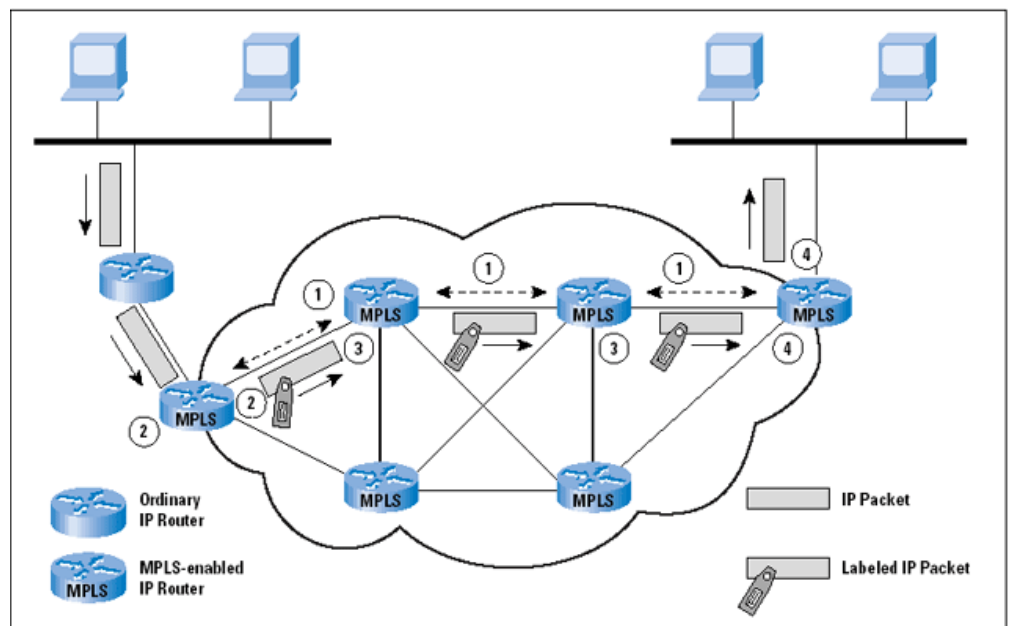 4
1
1
1
MPLS
MPLS
MPLS
3
3
4
2
MPLS
2
MPLS
MPLS
Ordinary
IP Router
IP Packet
MPLS-enabled
IP Router
MPLS
Labeled IP Packet